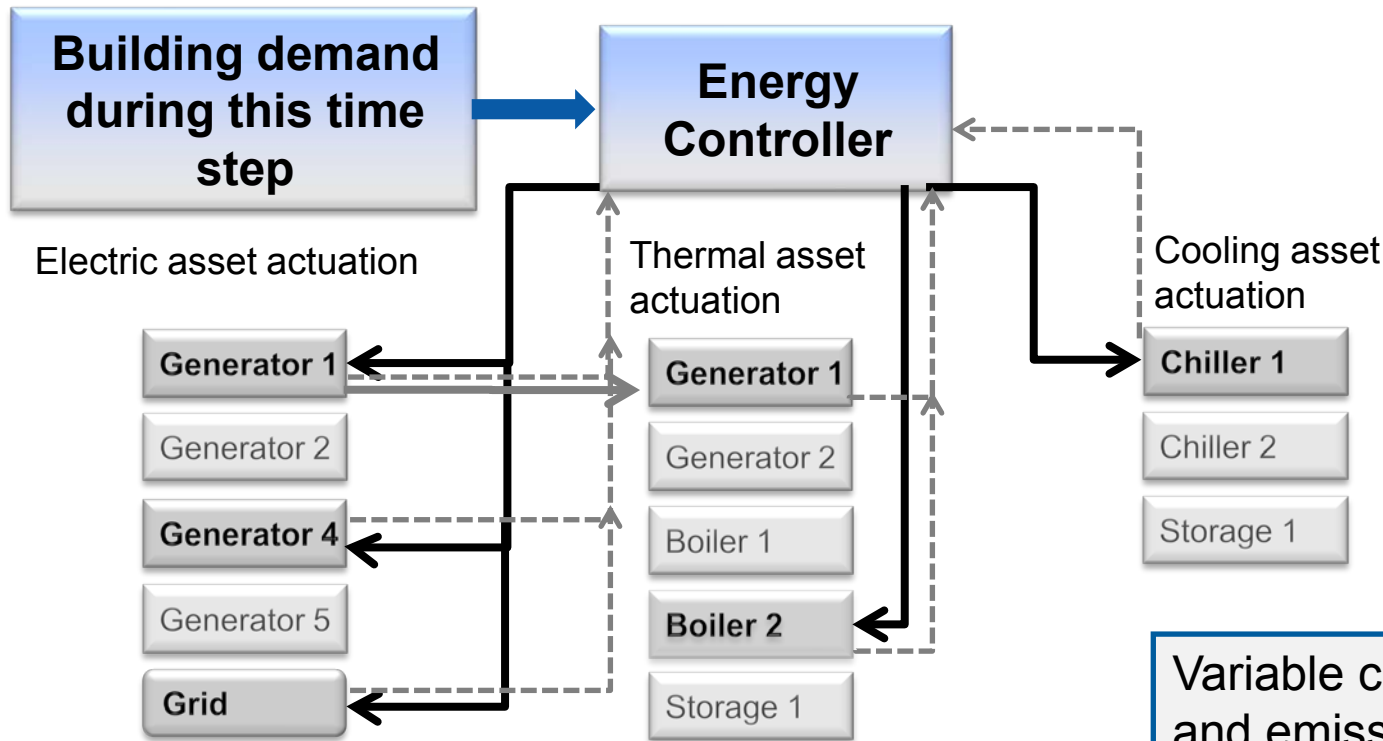 Building demand
during this time
step
Energy
Controller
Electric asset actuation
Thermal asset
actuation
Cooling asset
actuation
Generator 1
Generator 2
Generator 4
Generator 5
Grid
Generator 1
Generator 2
Boiler 1
Boiler 2
Storage 1
Chiller 1
Chiller 2
Storage 1
Variable